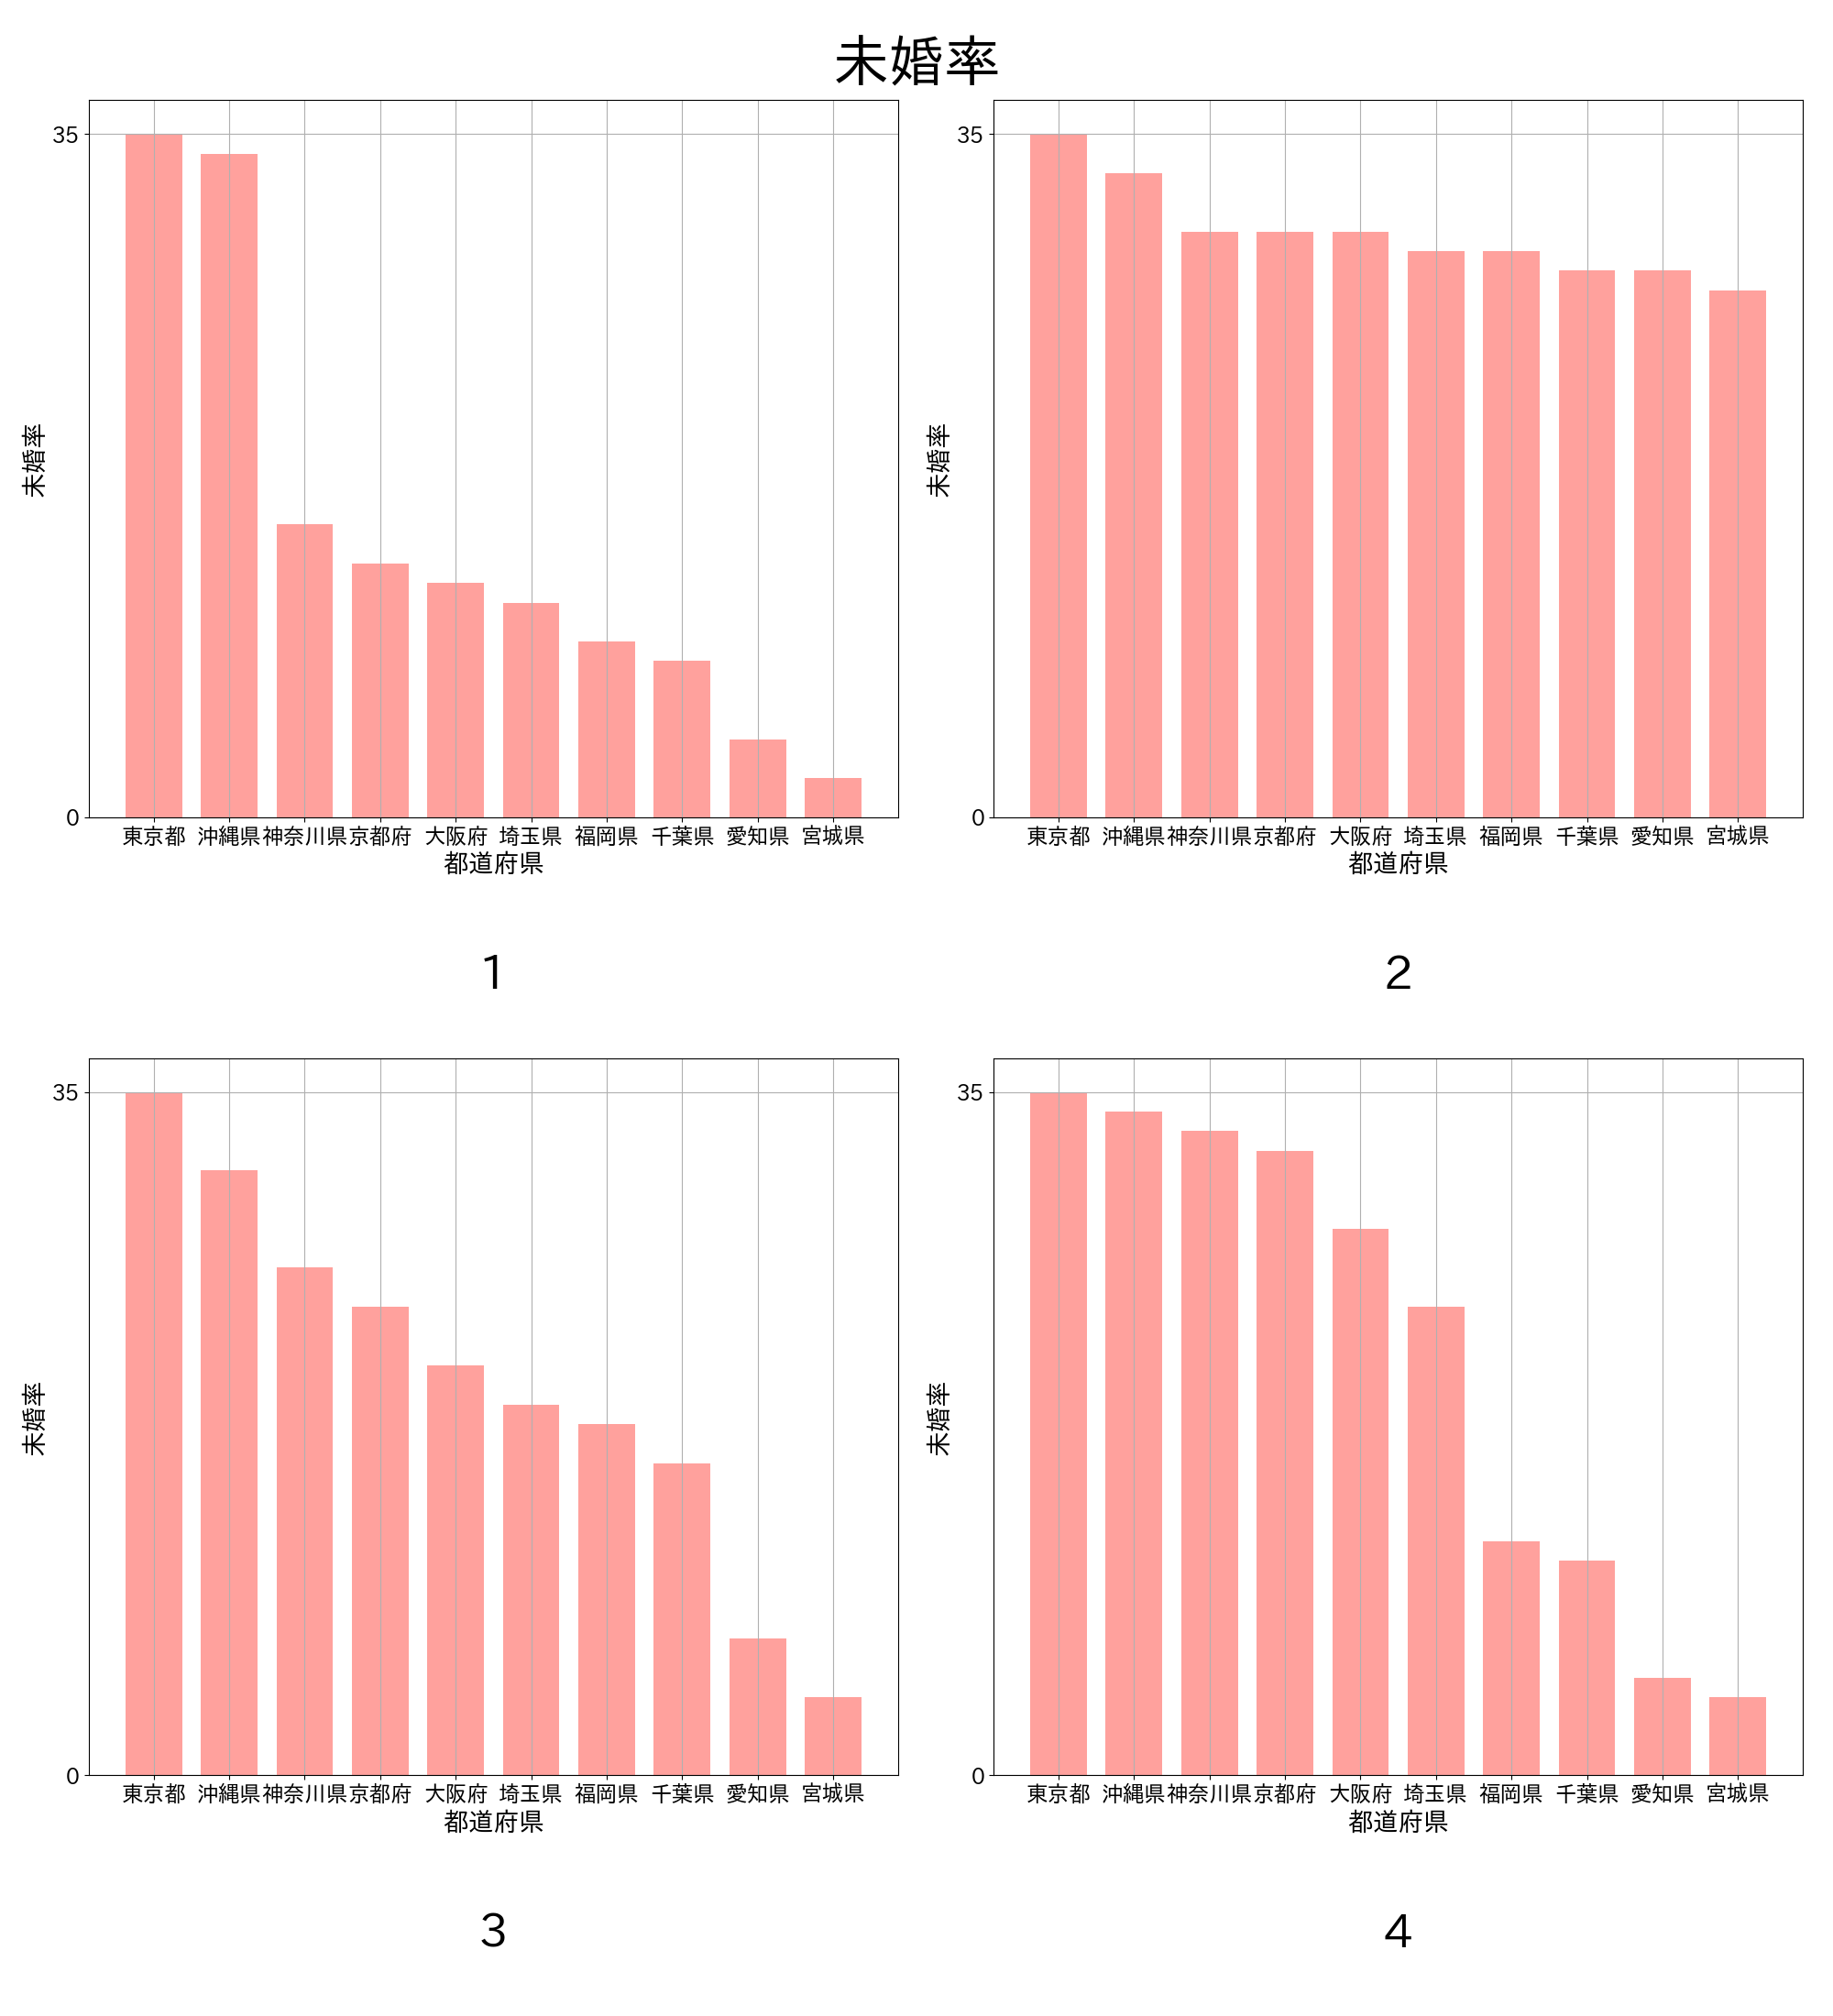 未婚率
35
0
未婚率
東京都 沖縄県 神奈川県 京都府 大阪府 埼玉県 福岡県 千葉県 愛知県 宮城県
都道府県
1
35
0
未婚率
東京都 沖縄県 神奈川県 京都府 大阪府 埼玉県 福岡県 千葉県 愛知県 宮城県
都道府県
2
35
0
未婚率
東京都 沖縄県 神奈川県 京都府 大阪府 埼玉県 福岡県 千葉県 愛知県 宮城県
都道府県
3
35
0
未婚率
東京都 沖縄県 神奈川県 京都府 大阪府 埼玉県 福岡県 千葉県 愛知県 宮城県
都道府県
4